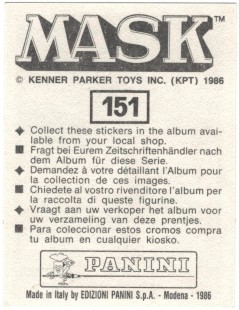 MASK™
© KENNER PARKER TOYS INC. (KPT) 1986
151
Collect these stickers in the album avai-
lable from your local shop.
Fragt bei Eurem Zeitschriftenhändler nach
dem Album für diese Serie.
Demandez à votre détaillant l'Album pour
la collection de ces images.
Chiedete al vostro rivenditore l'album per
la raccolta di queste figurine.
Vraagt aan uw verkoper het album voor
uw verzameling van deze prentjes.
Para coleccionar estos cromos compra
tu album en cualquier kiosko.
PANINI
Made in Italy by EDIZIONI PANINI S.p.A. - Modena - 1986